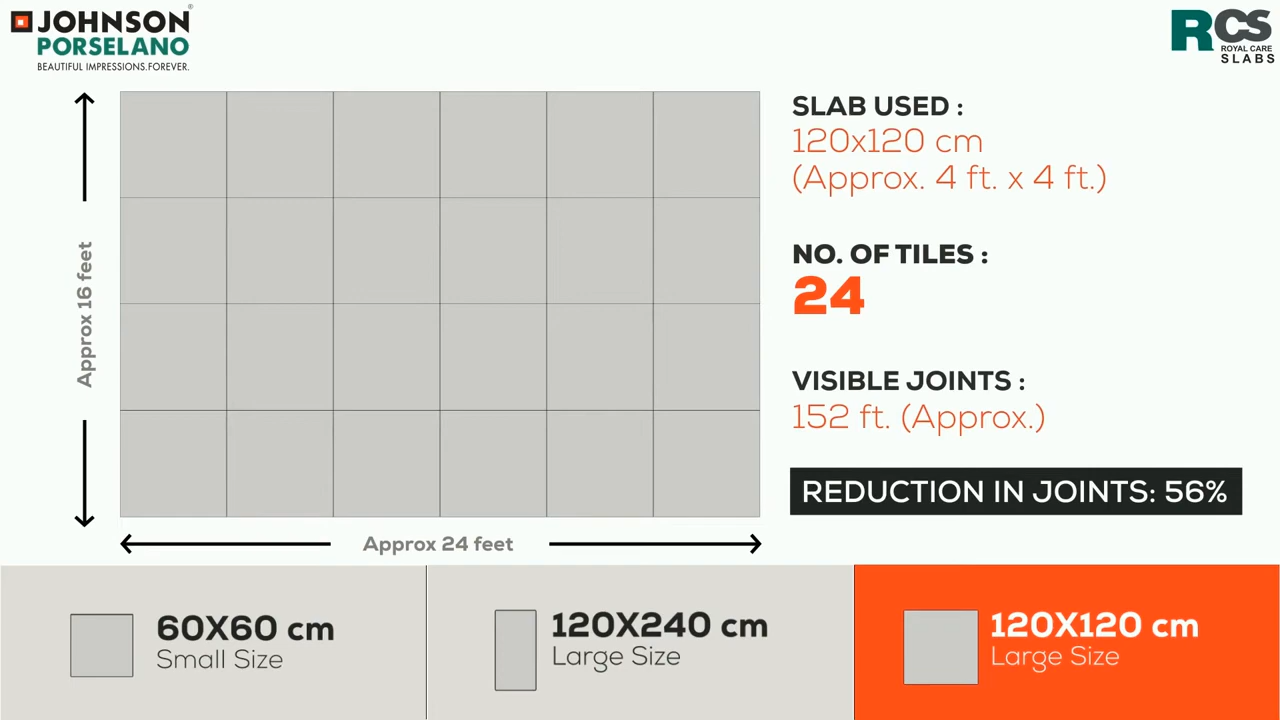 JOHNSON®
PORSELANO
BEAUTIFUL IMPRESSIONS.FOREVER.
RCS
ROYAL CARE
SLABS
Approx 16 feet
Approx 24 feet
SLAB USED :
120x120 cm
(Approx. 4 ft. x 4 ft.)
NO. OF TILES :
24
VISIBLE JOINTS :
152 ft. (Approx.)
REDUCTION IN JOINTS: 56%
60X60 cm
Small Size
120X240 cm
Large Size
120X120 cm
Large Size